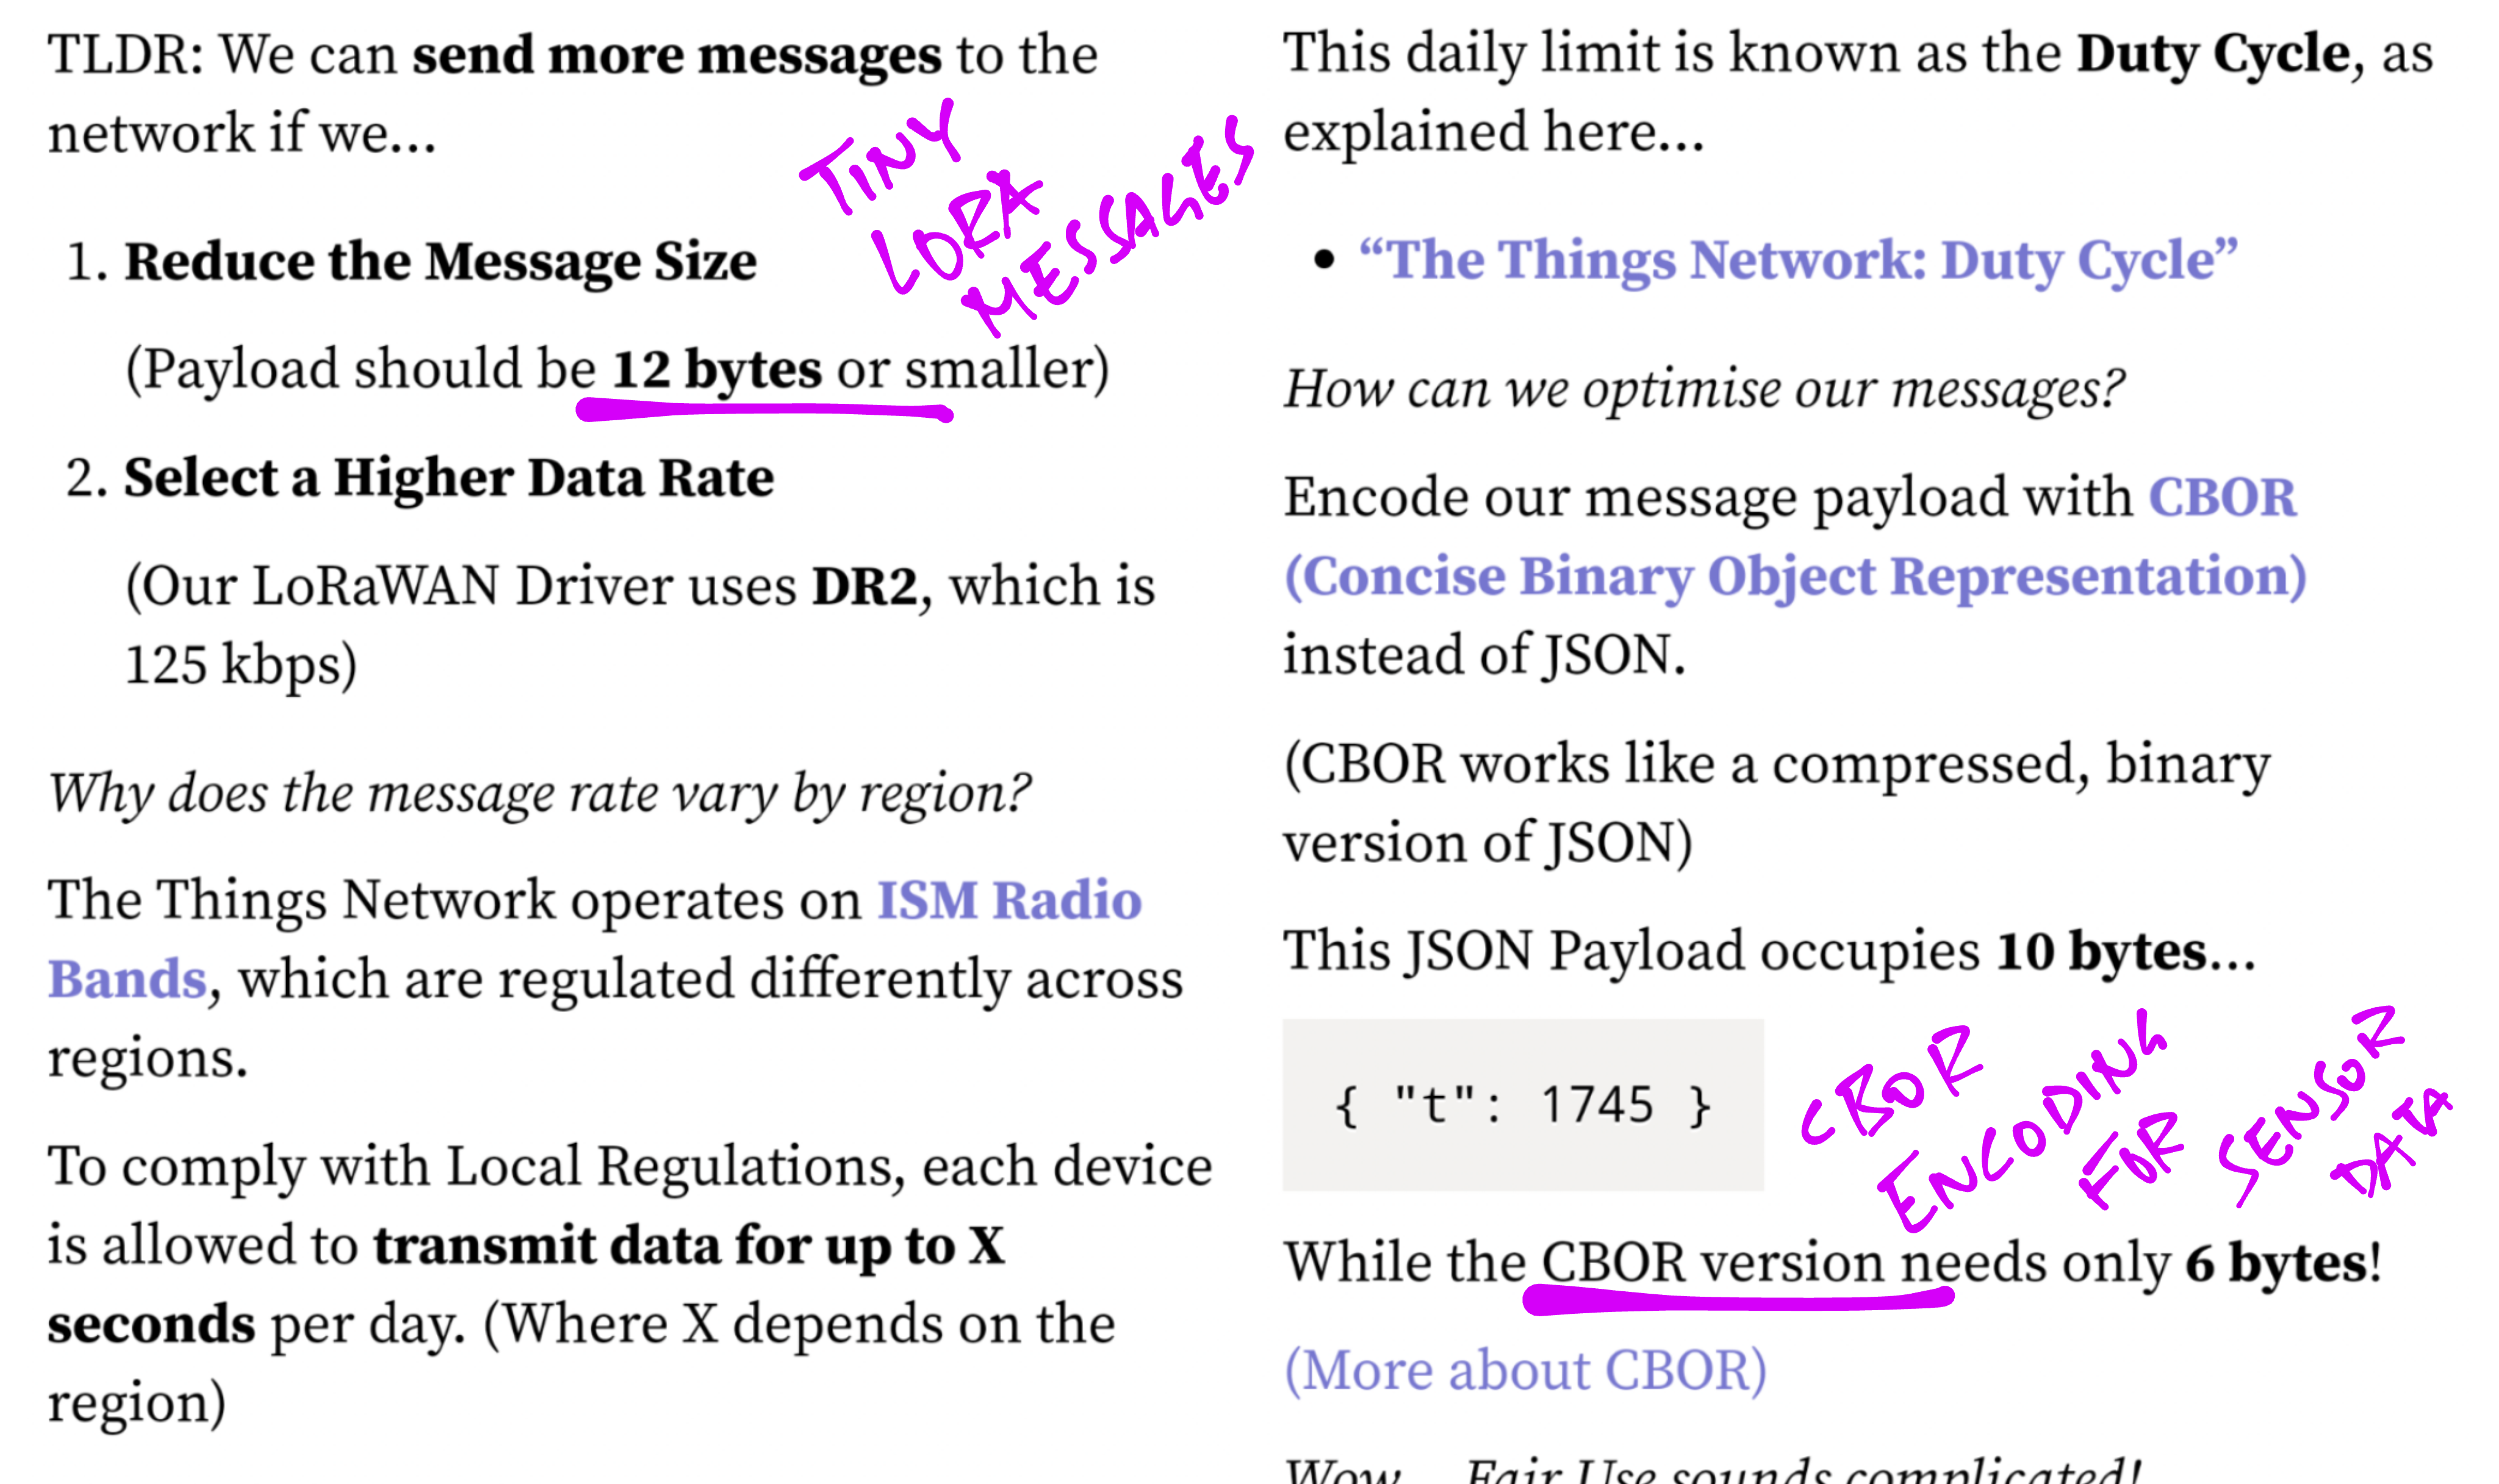 TLDR: We can send more messages to the
network if we…
TINY
LORA
MESSAGES
1. Reduce the Message Size
(Payload should be 12 bytes or smaller)
2. Select a Higher Data Rate
(Our LoRaWAN Driver uses DR2, which is
125 kbps)
Why does the message rate vary by region?
The Things Network operates on ISM Radio
Bands, which are regulated differently across
regions.
To comply with Local Regulations, each device
is allowed to transmit data for up to X
seconds per day. (Where X depends on the
region)
This daily limit is known as the Duty Cycle, as
explained here…
• “The Things Network: Duty Cycle”
How can we optimise our messages?
Encode our message payload with CBOR
(Concise Binary Object Representation)
instead of JSON.
(CBOR works like a compressed, binary
version of JSON)
This JSON Payload occupies 10 bytes…
{ "t": 1745 }
CBOR
ENCODING
FOR
SENSOR
DATA
While the CBOR version needs only 6 bytes!
(More about CBOR)
Wow… Fair Use sounds complicated!